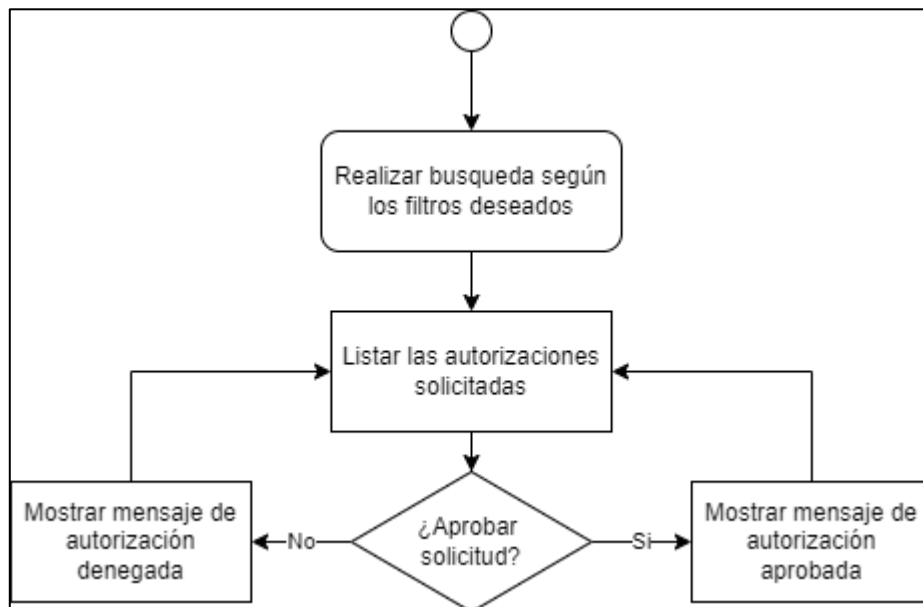 Realizar busqueda según
los filtros deseados
Listar las autorizaciones
solicitadas
Mostrar mensaje de
autorización
denegada
No
¿Aprobar
solicitud?
Si
Mostrar mensaje de
autorización
aprobada